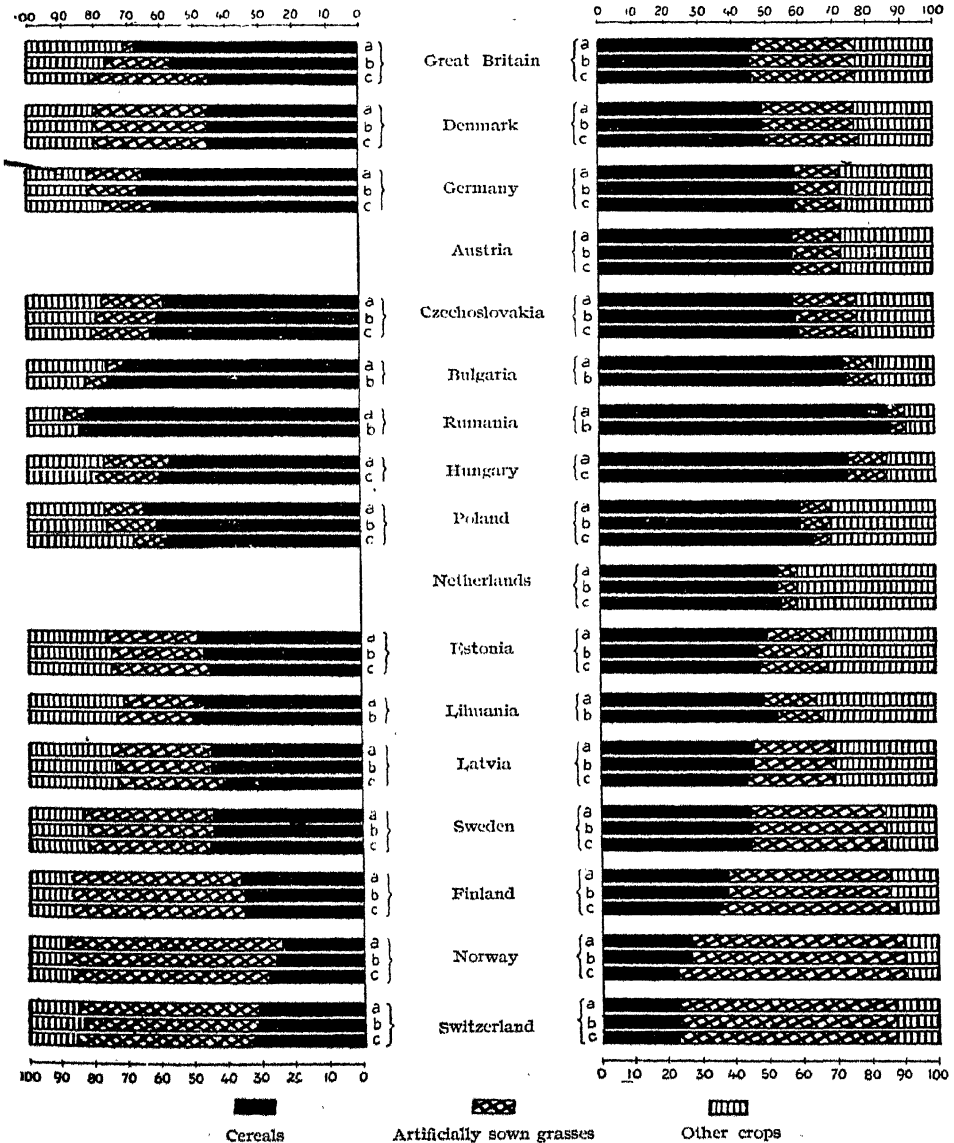 100 90 80 70 60 50 40 30 20 10 0 0 10 20 30 40 50 60 70 80 90 100
a a
b Great Britain b
c c
a a
b Denmark b
c c
a a
b Germany b
c c
a
Austria b
c
a a
b Czechoslovakia b
c c
a a
b Bulgaria b
a a
b Rumania b
a a
c Hungary c
a a
b Poland b
c c
a
Netherlands b
c
a a
b Estonia b
c c
a a
b Lihuania b
a a
b Latvia b
c c
a a
b Sweden b
c c
a a
b Finland b
c c
a a
b Norway b
c c
a a
b Switzerland b
c c
100 90 80 70 60 50 40 30 20 10 0 0 10 20 30 40 50 60 70 80 90 100
Cereals Artificially sown grasses Other crops